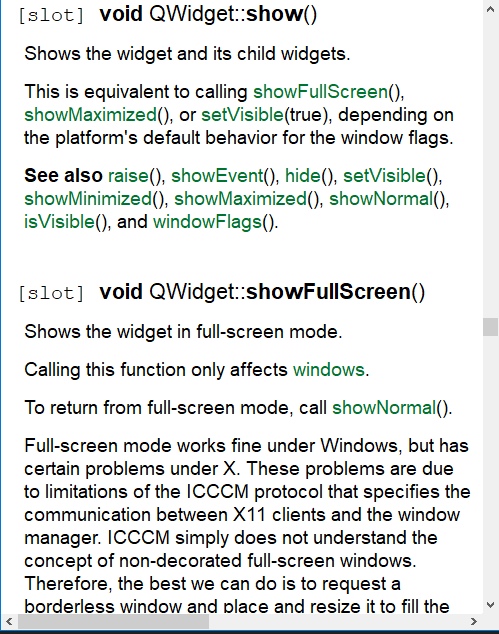 [slot] void QWidget::show()
Shows the widget and its child widgets.
This is equivalent to calling showFullScreen(),
showMaximized(), or setVisible(true), depending on
the platform's default behavior for the window flags.
See also raise(), showEvent(), hide(), setVisible(),
showMinimized(), showMaximized(), showNormal(),
isVisible(), and windowFlags().
[slot] void QWidget::showFullScreen()
Shows the widget in full-screen mode.
Calling this function only affects windows.
To return from full-screen mode, call showNormal().
Full-screen mode works fine under Windows, but has
certain problems under X. These problems are due
to limitations of the ICCCM protocol that specifies the
communication between X11 clients and the window
manager. ICCCM simply does not understand the
concept of non-decorated full-screen windows.
Therefore, the best we can do is to request a
borderless window and place and resize it to fill the